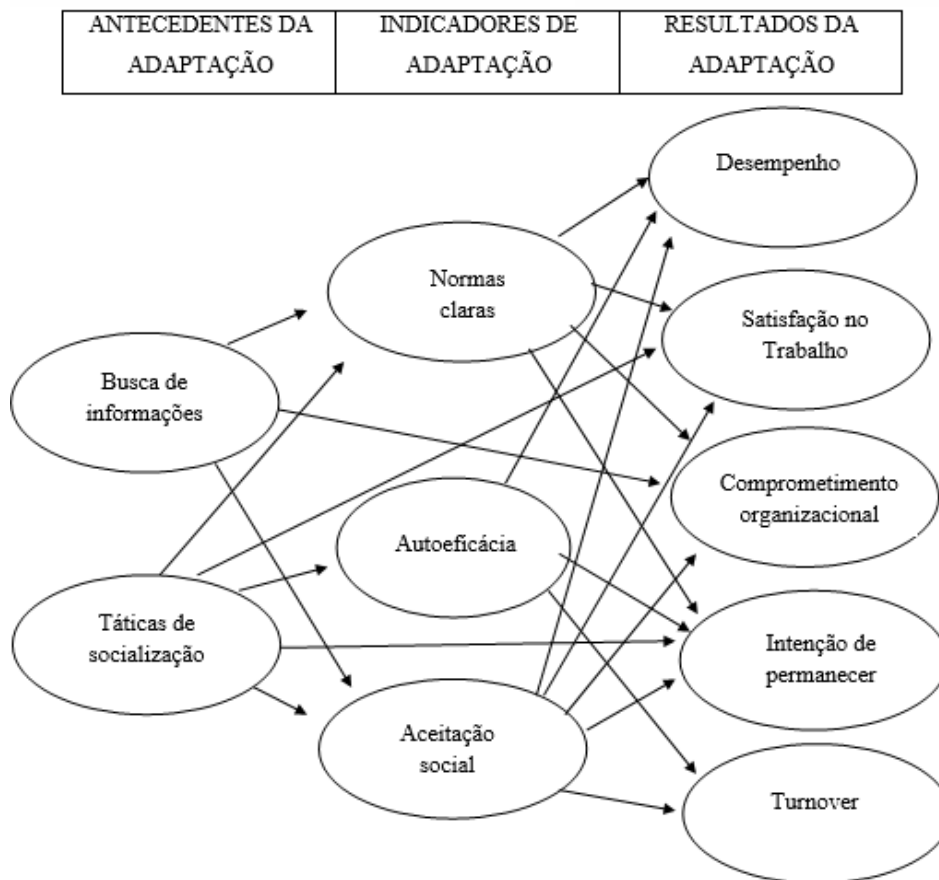 ANTECEDENTES DA
ADAPTAÇÃO
INDICADORES DE
ADAPTAÇÃO
RESULTADOS DA
ADAPTAÇÃO
Desempenho
Normas
claras
Satisfação no
Trabalho
Busca de
informações
Comprometimento
organizacional
Autoeficácia
Táticas de
socialização
Intenção de
permanecer
Aceitação
social
Turnover